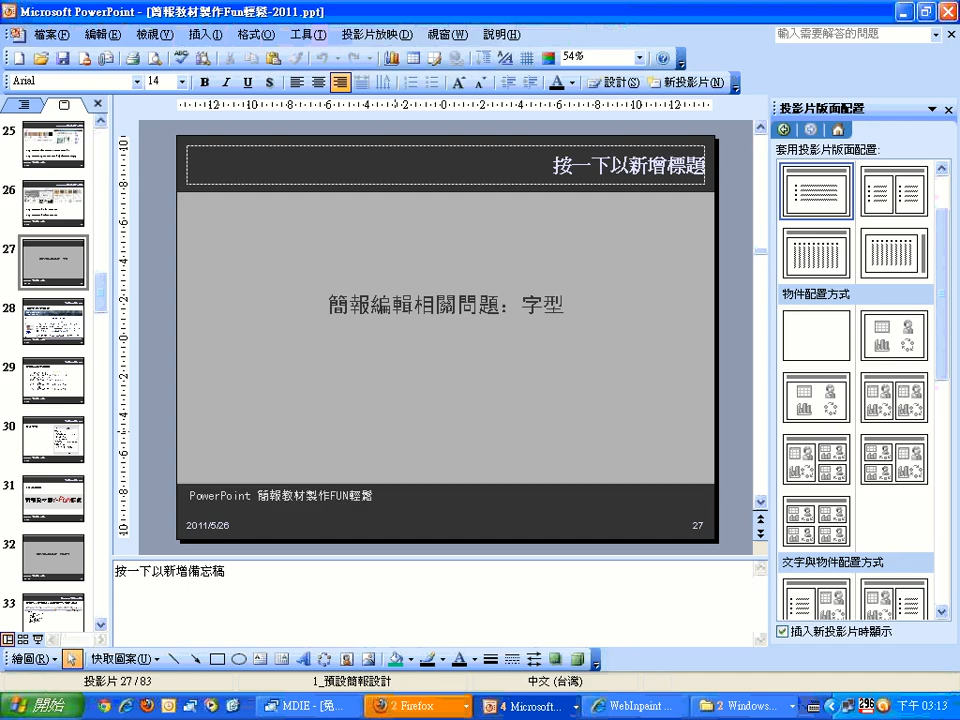 Microsoft PowerPoint - [簡報教材製作Fun輕鬆-2011.ppt]
檔案(F) 編輯(E) 檢視(V) 插入(I) 格式(O) 工具(T) 投影片放映(D) 視窗(W) 說明(H)
輸入需要解答的問題
54%
Arial 14 B I U S 設計(S) 新投影片(N)
投影片版面配置
套用投影片版面配置:
25
26
27
28
29
30
31
32
33
按一下以新增標題
簡報編輯相關問題：字型
PowerPoint 簡報教材製作FUN輕鬆
2011/5/26
27
物件配置方式
文字與物件配置方式
插入新投影片時顯示
按一下以新增備忘稿
繪圖(R) 快取圖案(U)
投影片 27 / 83 1_預設簡報設計 中文 (台灣)
開始 MDIE - [兔... 2 Firefox 4 Microsoft... WebInpaint ... 2 Windows... 296 下午 03:13